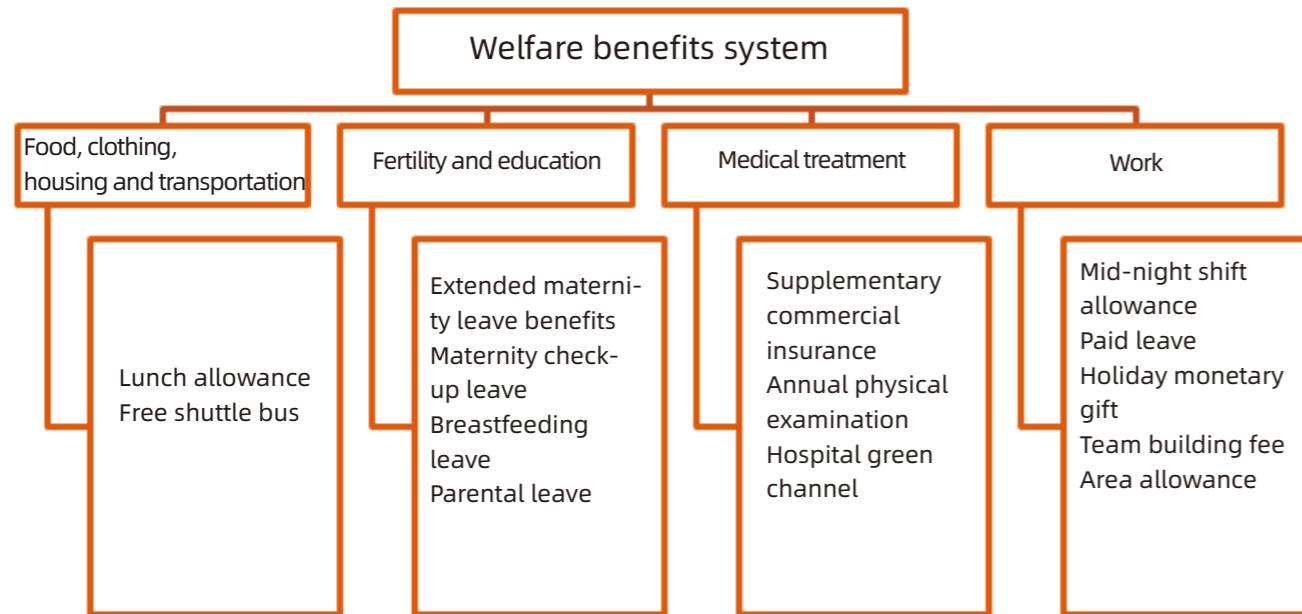 Welfare benefits system
Food, clothing,
housing and transportation
Fertility and education
Medical treatment
Work
Lunch allowance
Free shuttle bus
Extended materni-
ty leave benefits
Maternity check-
up leave
Breastfeeding
leave
Parental leave
Supplementary
commercial
insurance
Annual physical
examination
Hospital green
channel
Mid-night shift
allowance
Paid leave
Holiday monetary
gift
Team building fee
Area allowance